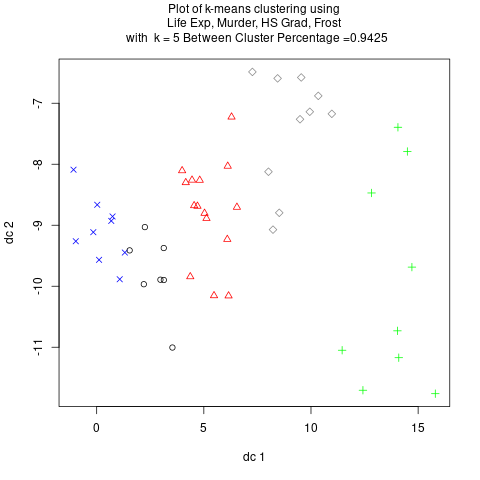 Plot of k-means clustering using
Life Exp, Murder, HS Grad, Frost
with k = 5 Between Cluster Percentage =0.9425
-7
-8
-9
-10
-11
dc 2
0 5 10 15
dc 1